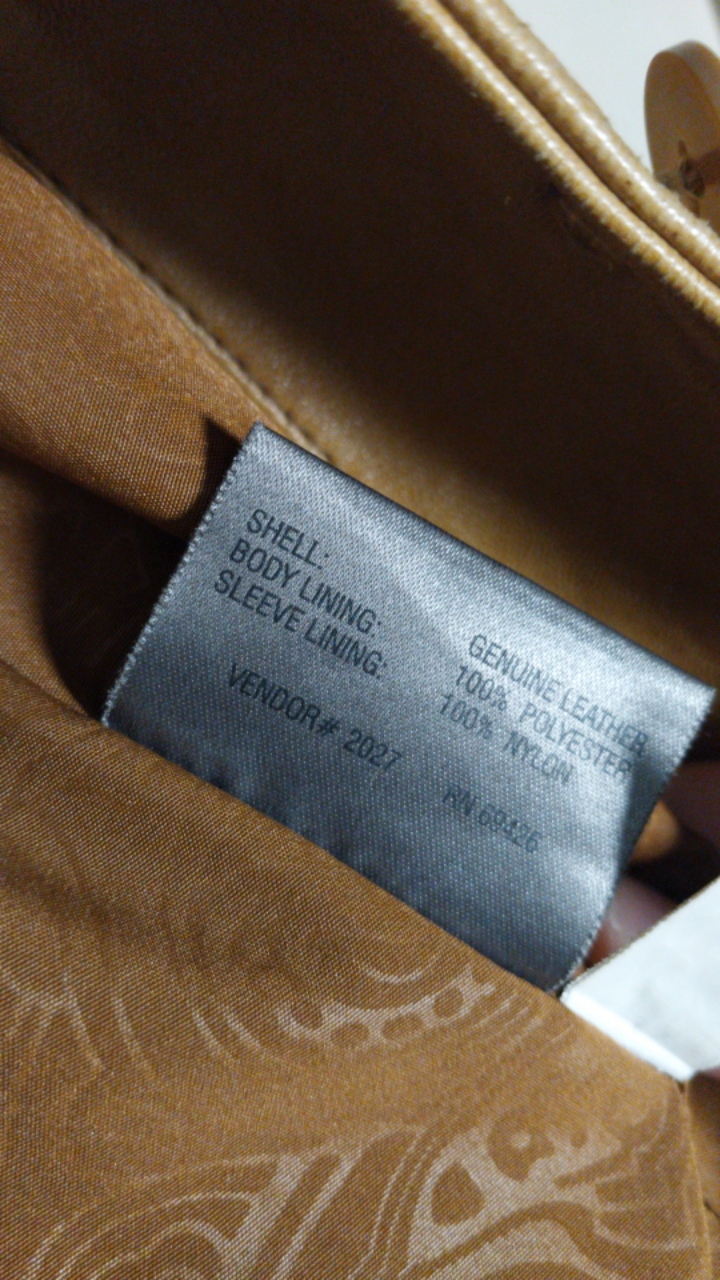 SHELL: GENUINE LEATHER
BODY LINING: 100% POLYESTER
SLEEVE LINING: 100% NYLON
VENDOR# 2027 RN 69426